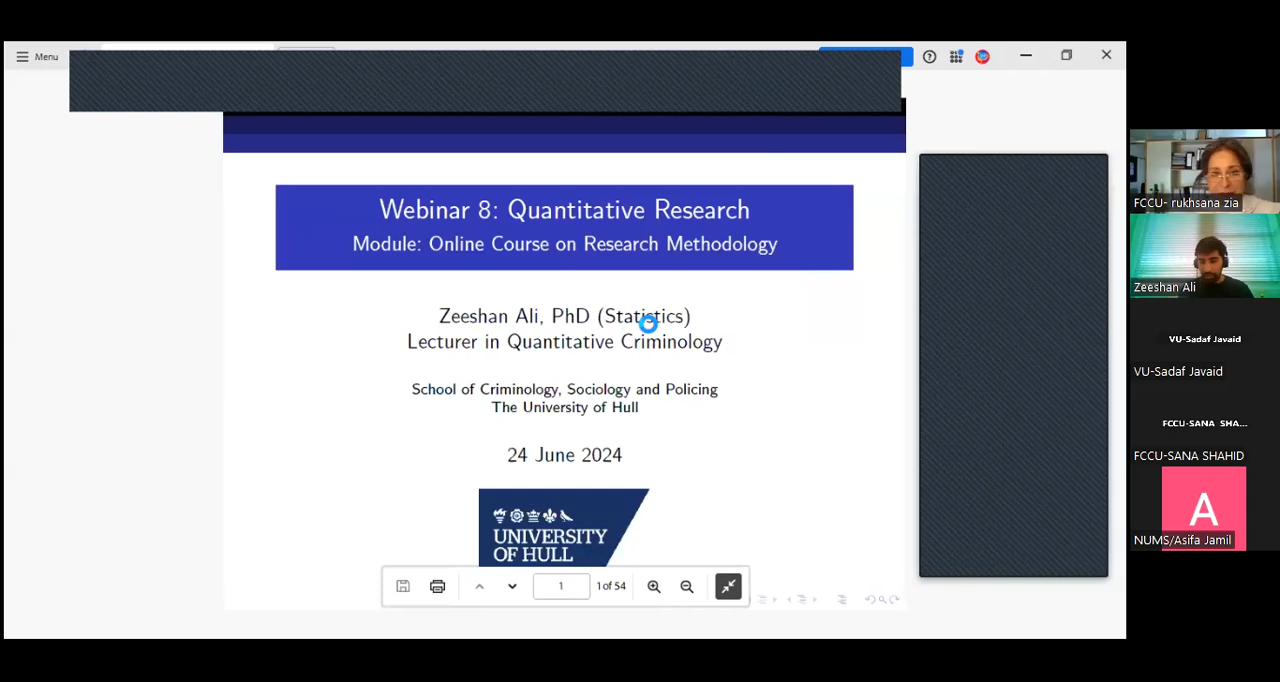 Menu
Webinar 8: Quantitative Research
Module: Online Course on Research Methodology
Zeeshan Ali, PhD (Statistics)
Lecturer in Quantitative Criminology
School of Criminology, Sociology and Policing
The University of Hull
24 June 2024
UNIVERSITY
OF HULL
1
1 of 54
FCCU- rukhsana zia
Zeeshan Ali
VU-Sadaf Javaid
VU-Sadaf Javaid
FCCU-SANA SHA...
FCCU-SANA SHAHID
A
NUMS/Asifa Jamil